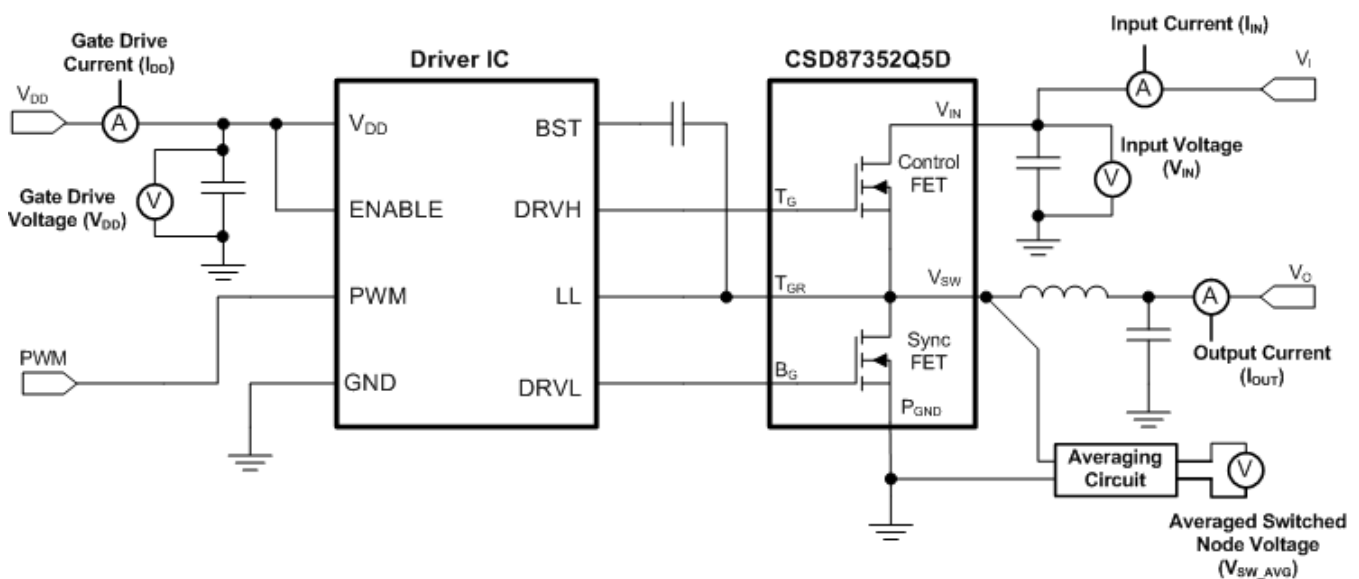 Gate Drive
Current (IDD)
VDD
A
V
Gate Drive
Voltage (VDD)
PWM
Driver IC
VDD
ENABLE
PWM
GND
BST
DRVH
LL
DRVL
CSD87352Q5D
VIN
Control
FET
TG
TGR
VSW
Sync
FET
BG
PGND
Input Current (IIN)
A
VI
V
Input Voltage
(VIN)
VO
A
Output Current
(IOUT)
Averaging
Circuit
V
Averaged Switched
Node Voltage
(VSW_AVG)